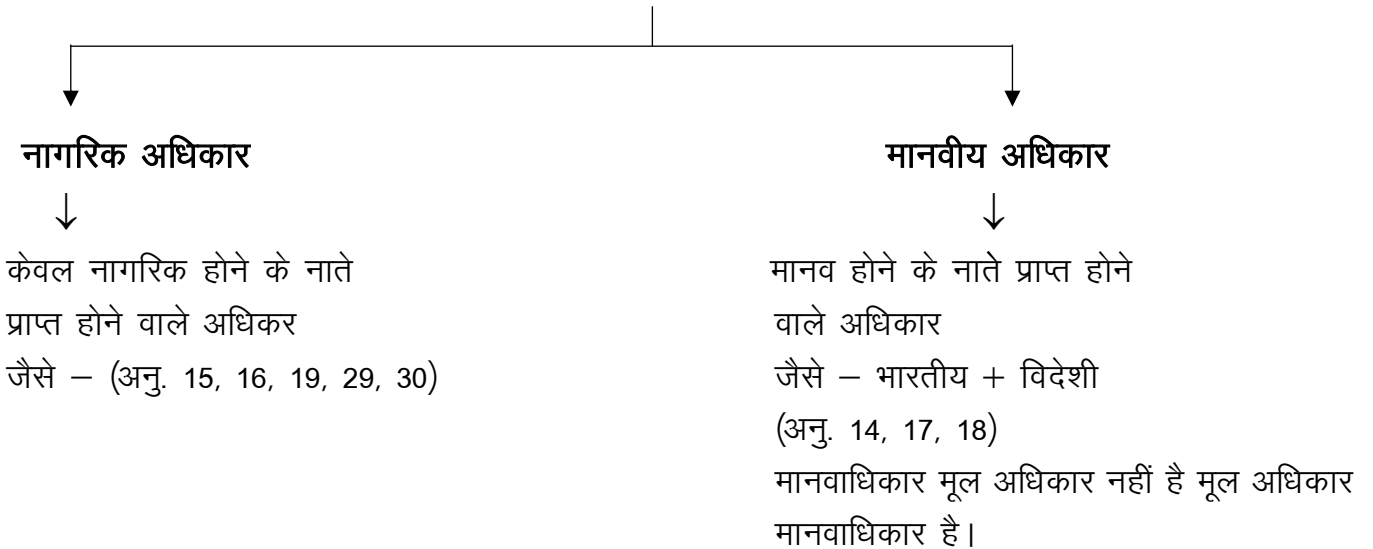 नागरिक अधिकार
↓
केवल नागरिक होने के नाते
प्राप्त होने वाले अधिकर
जैसे – (अनु. 15, 16, 19, 29, 30)
मानवीय अधिकार
↓
मानव होने के नाते प्राप्त होने
वाले अधिकार
जैसे – भारतीय + विदेशी
(अनु. 14, 17, 18)
मानवाधिकार मूल अधिकार नहीं है मूल अधिकार
मानवाधिकार है।